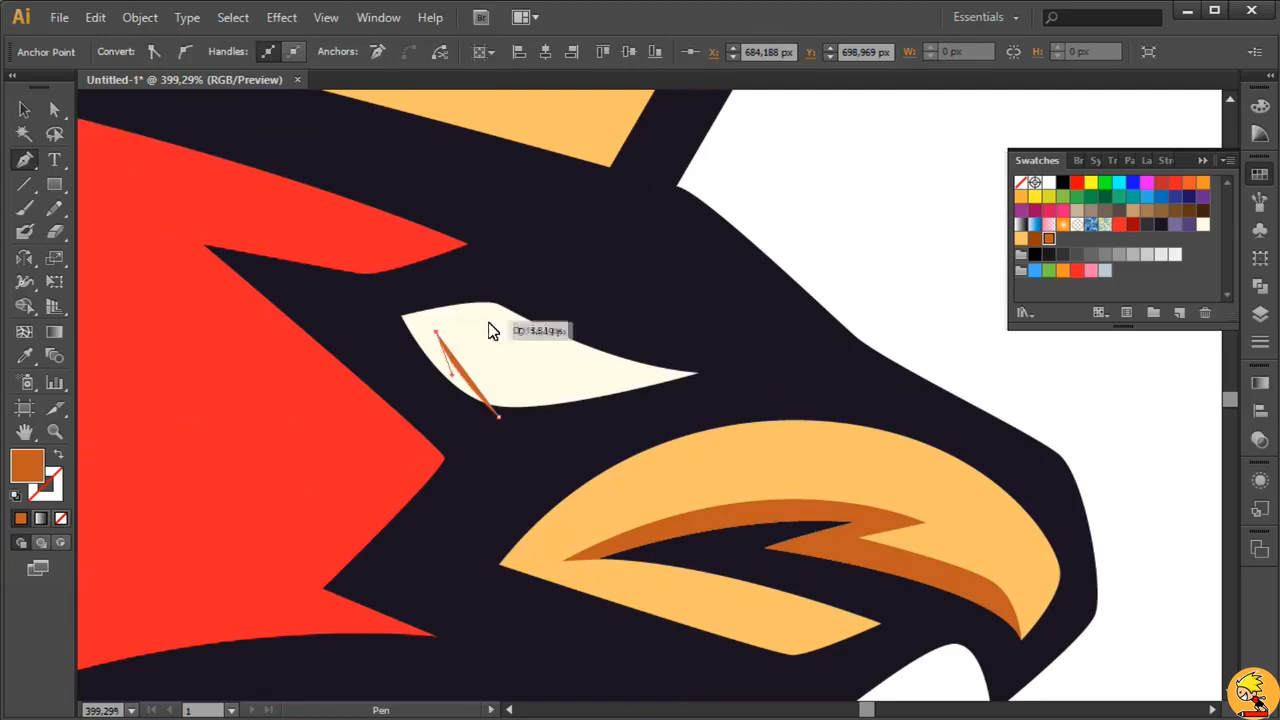 Ai File Edit Object Type Select Effect View Window Help Br Essentials
Anchor Point Convert: Handles: Anchors: X: 684,188 px Y: 698,969 px W: 0 px H: 0 px
Untitled-1* @ 399,29% (RGB/Preview) ×
Swatches Br Sy Tr Pa La Stro
T
399,29% 1 Pen